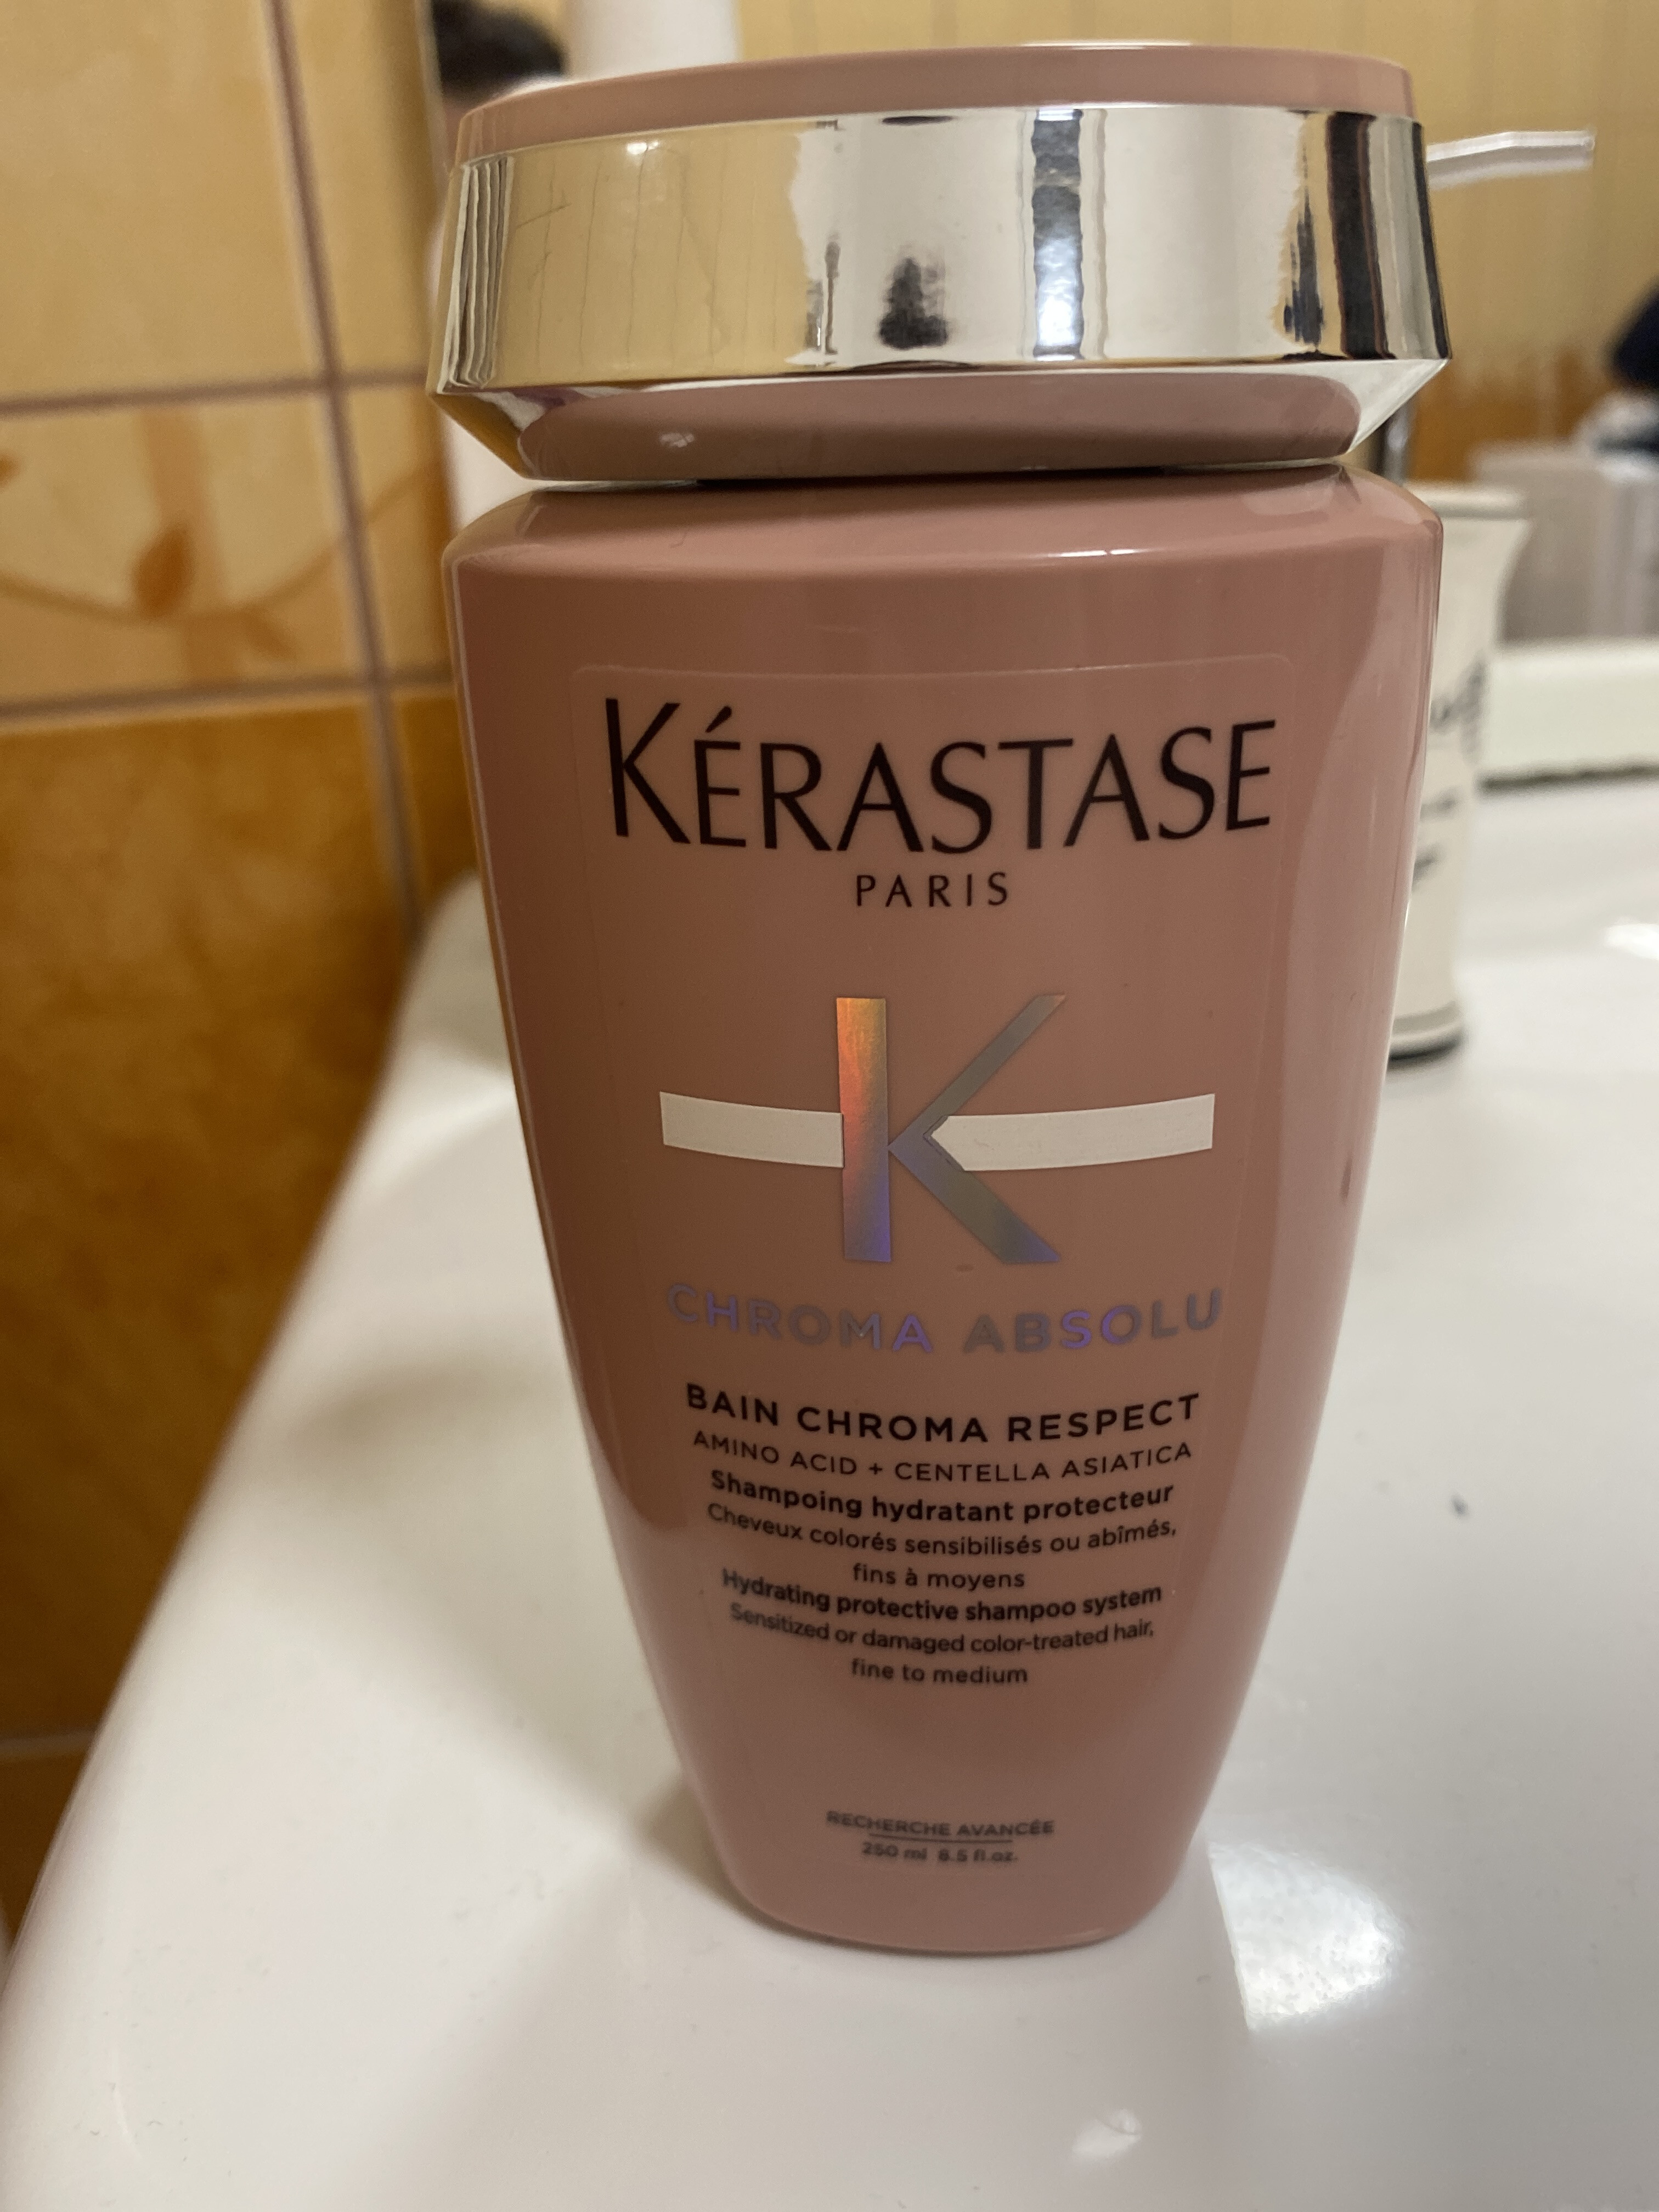 KÉRASTASE
PARIS
K
CHROMA ABSOLU
BAIN CHROMA RESPECT
AMINO ACID + CENTELLA ASIATICA
Shampoing hydratant protecteur
Cheveux colorés sensibilisés ou abîmés,
fins à moyens
Hydrating protective shampoo system
Sensitized or damaged color-treated hair,
fine to medium
RECHERCHE AVANCÉE
250 ml 8.5 fl.oz.